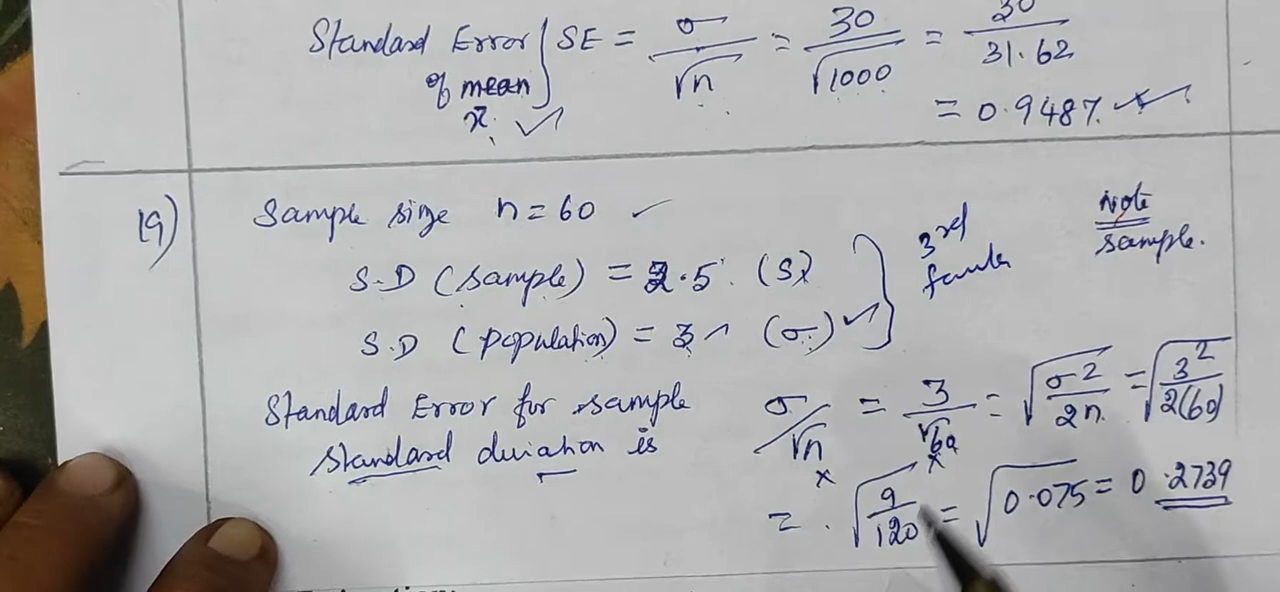 Standard Error of mean x̄. } SE = σ/√n = 30/√1000 = 30/31.62
= 0.9487.
19)
Sample size n = 60
S.D (sample) = 2.5. (S)
S.D (population) = 3 (σ)
3rd
Note
sample.
Standard Error for sample standard deviation is σ/√n = 3/√60 = √(σ²/2n) = √(3²/2(60))
x x
= . √(9/120) = √0.075 = 0.2739